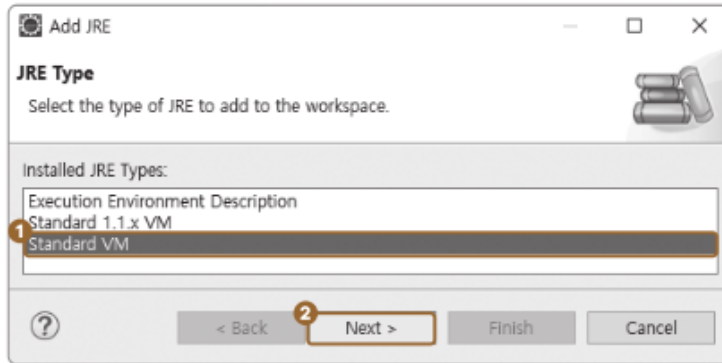 Add JRE
JRE Type
Select the type of JRE to add to the workspace.
Installed JRE Types:
Execution Environment Description
Standard 1.1.x VM
1
Standard VM
?
< Back
2
Next >
Finish
Cancel